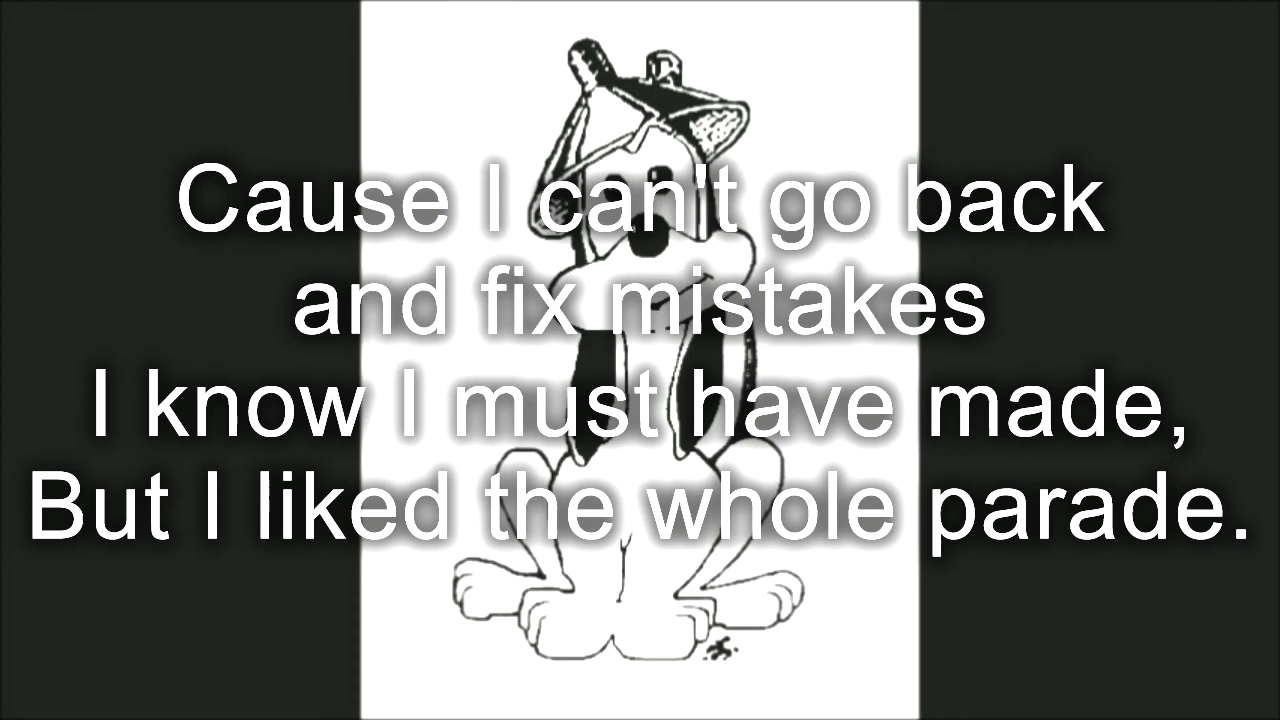 Cause I can't go back
and fix mistakes
I know I must have made,
But I liked the whole parade.